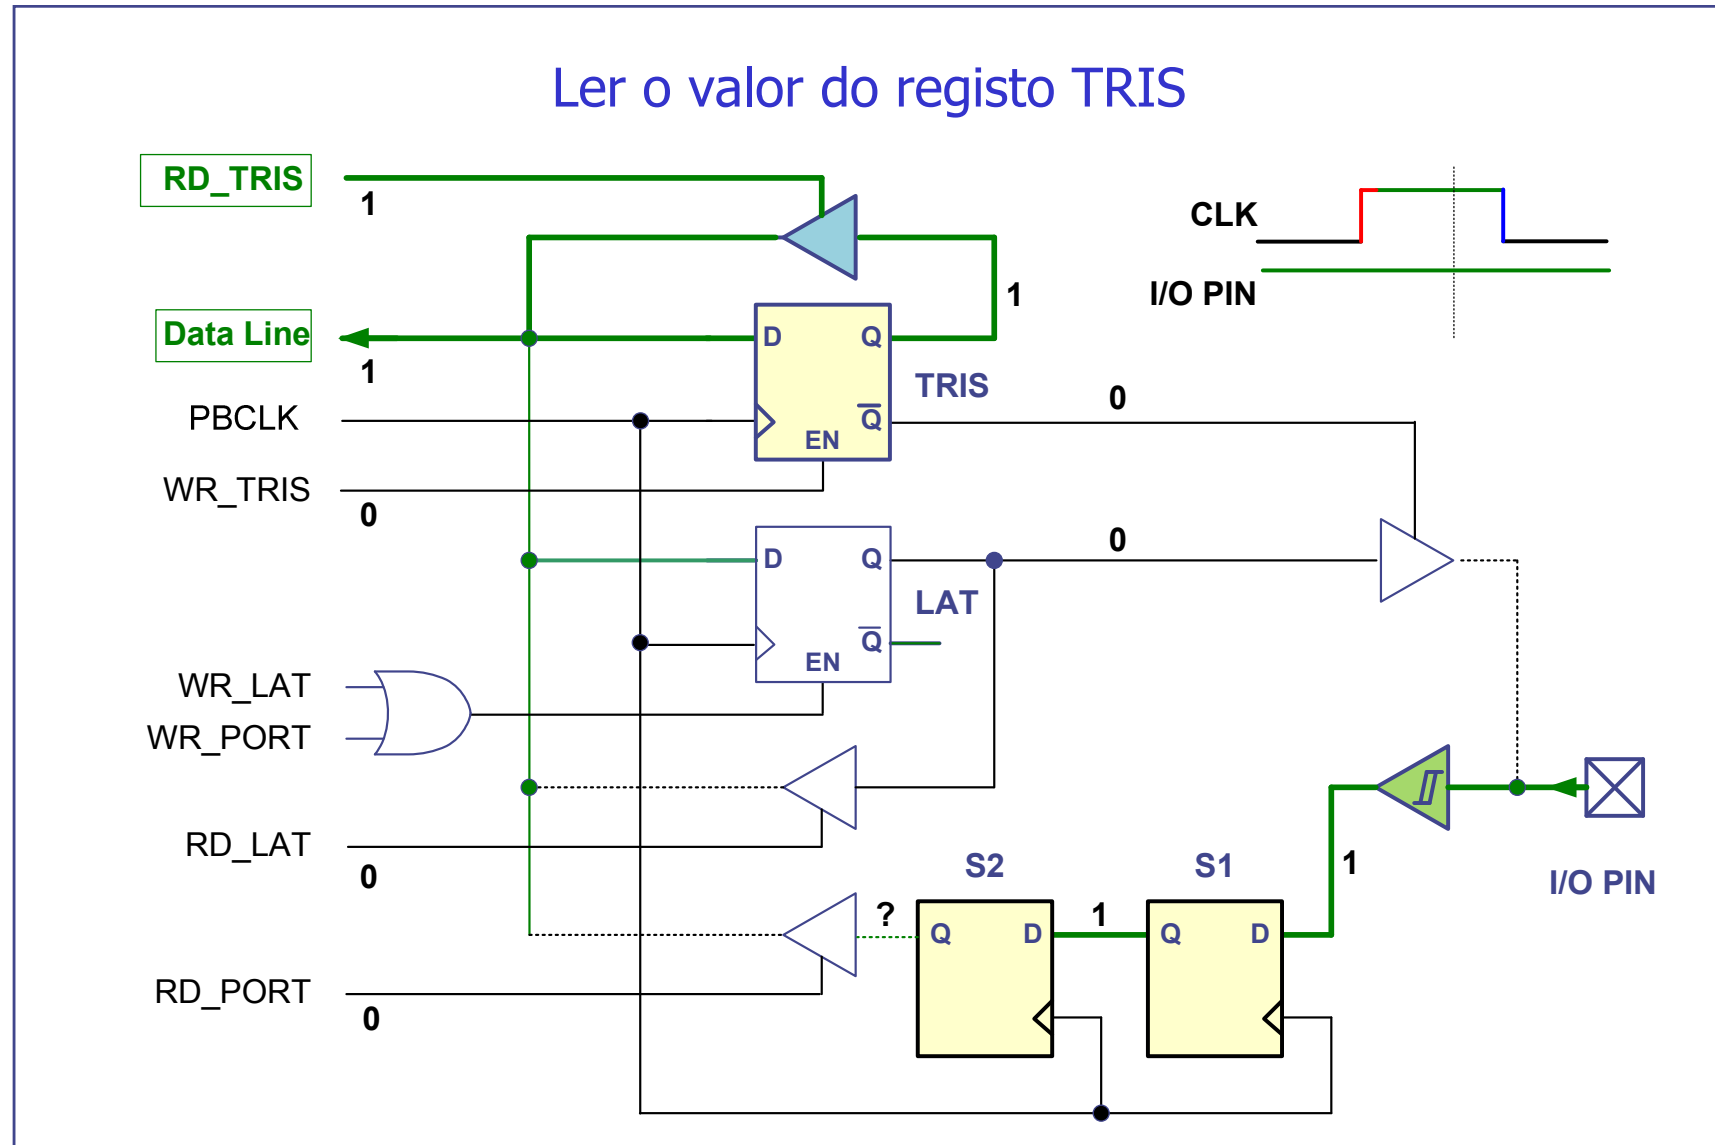 Ler o valor do registo TRIS
RD_TRIS
1
CLK
I/O PIN
1
Data Line
1
D
Q
TRIS
PBCLK
Q
EN
0
WR_TRIS
0
D
Q
0
LAT
Q
EN
WR_LAT
WR_PORT
RD_LAT
0
S2
S1
1
I/O PIN
?
Q
D
1
Q
D
RD_PORT
0